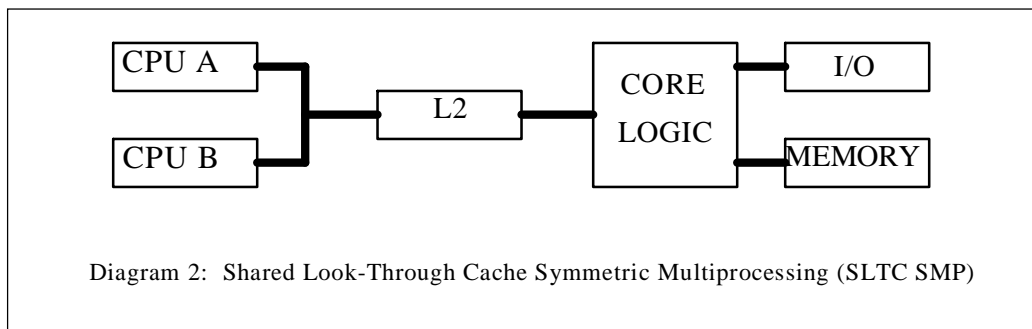 CPU A
CPU B
L2
CORE
LOGIC
I/O
MEMORY
Diagram 2: Shared Look-Through Cache Symmetric Multiprocessing (SLTC SMP)